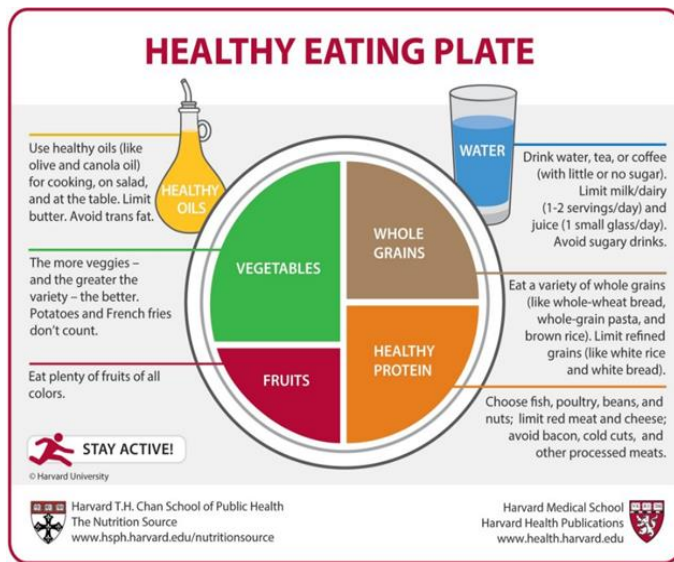 HEALTHY EATING PLATE
Use healthy oils (like
olive and canola oil)
for cooking, on salad,
and at the table. Limit
butter. Avoid trans fat.
HEALTHY
OILS
WATER
Drink water, tea, or coffee
(with little or no sugar).
Limit milk/dairy
(1-2 servings/day) and
juice (1 small glass/day).
Avoid sugary drinks.
VEGETABLES
WHOLE
GRAINS
The more veggies –
and the greater the
variety – the better.
Potatoes and French fries
don't count.
Eat a variety of whole grains
(like whole-wheat bread,
whole-grain pasta, and
brown rice). Limit refined
grains (like white rice
and white bread).
FRUITS
HEALTHY
PROTEIN
Eat plenty of fruits of all
colors.
Choose fish, poultry, beans, and
nuts; limit red meat and cheese;
avoid bacon, cold cuts, and
other processed meats.
STAY ACTIVE!
© Harvard University
Harvard T.H. Chan School of Public Health
The Nutrition Source
www.hsph.harvard.edu/nutritionsource
Harvard Medical School
Harvard Health Publications
www.health.harvard.edu